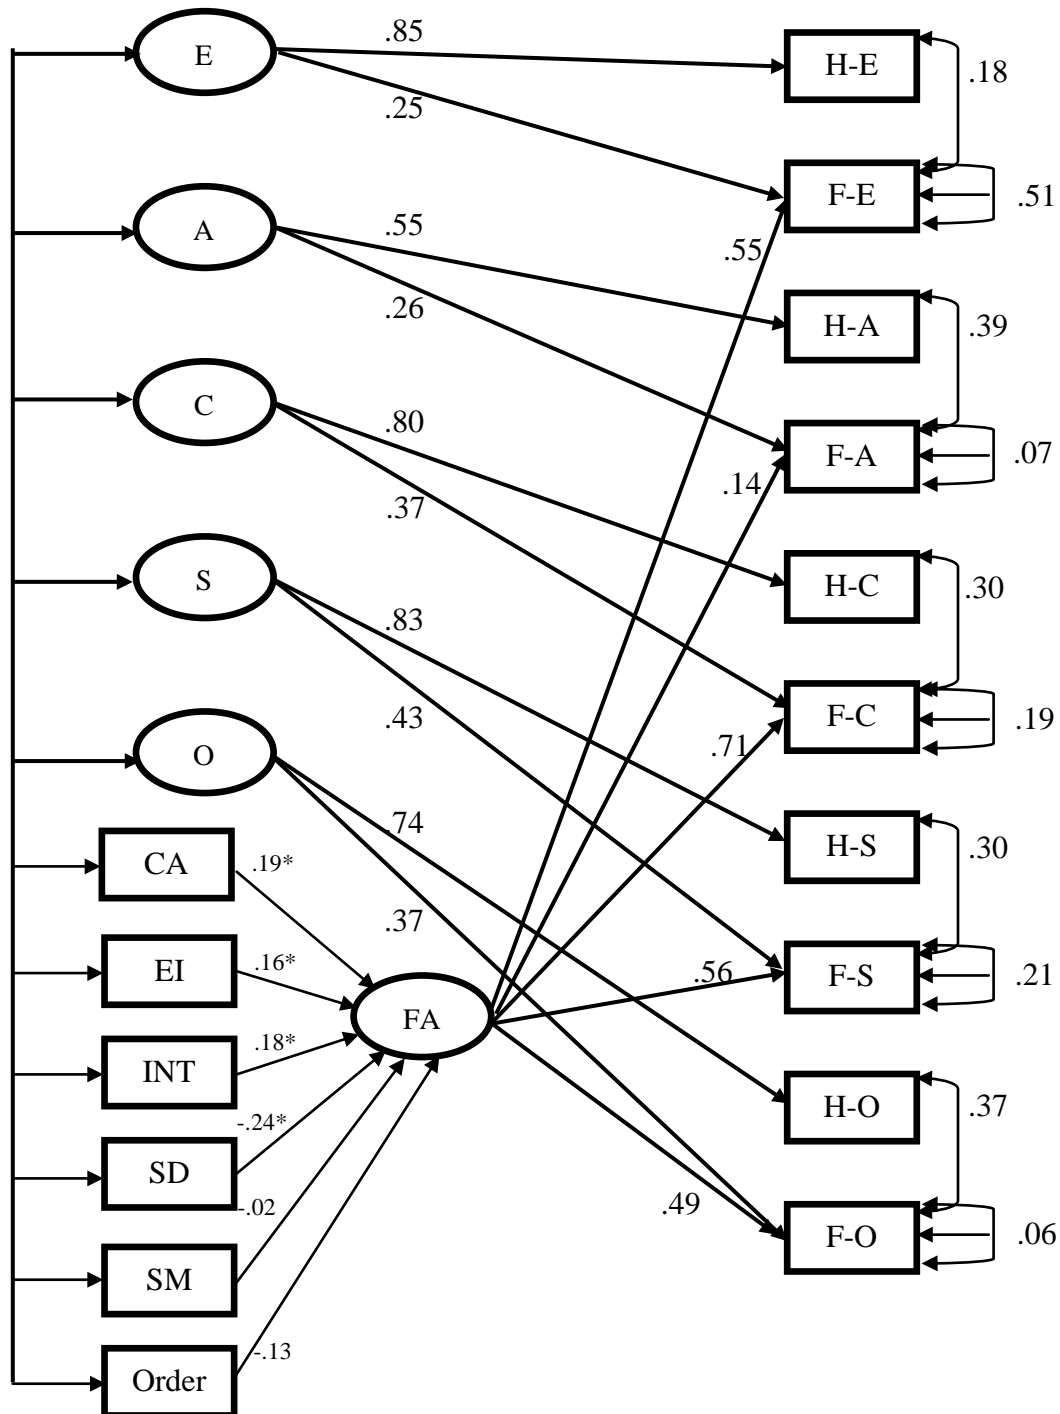 E
.85
H-E
.18
.25
F-E
.51
A
.55
.55
H-A
.39
.26
C
.80
F-A
.07
.14
.37
S
H-C
.30
.83
.43
F-C
.19
.71
O
.74
H-S
.30
CA
.19*
.37
EI
.16*
.56
F-S
.21
FA
INT
.18*
H-O
.37
SD
-.24*
-.02
.49
F-O
.06
SM
-.13
Order